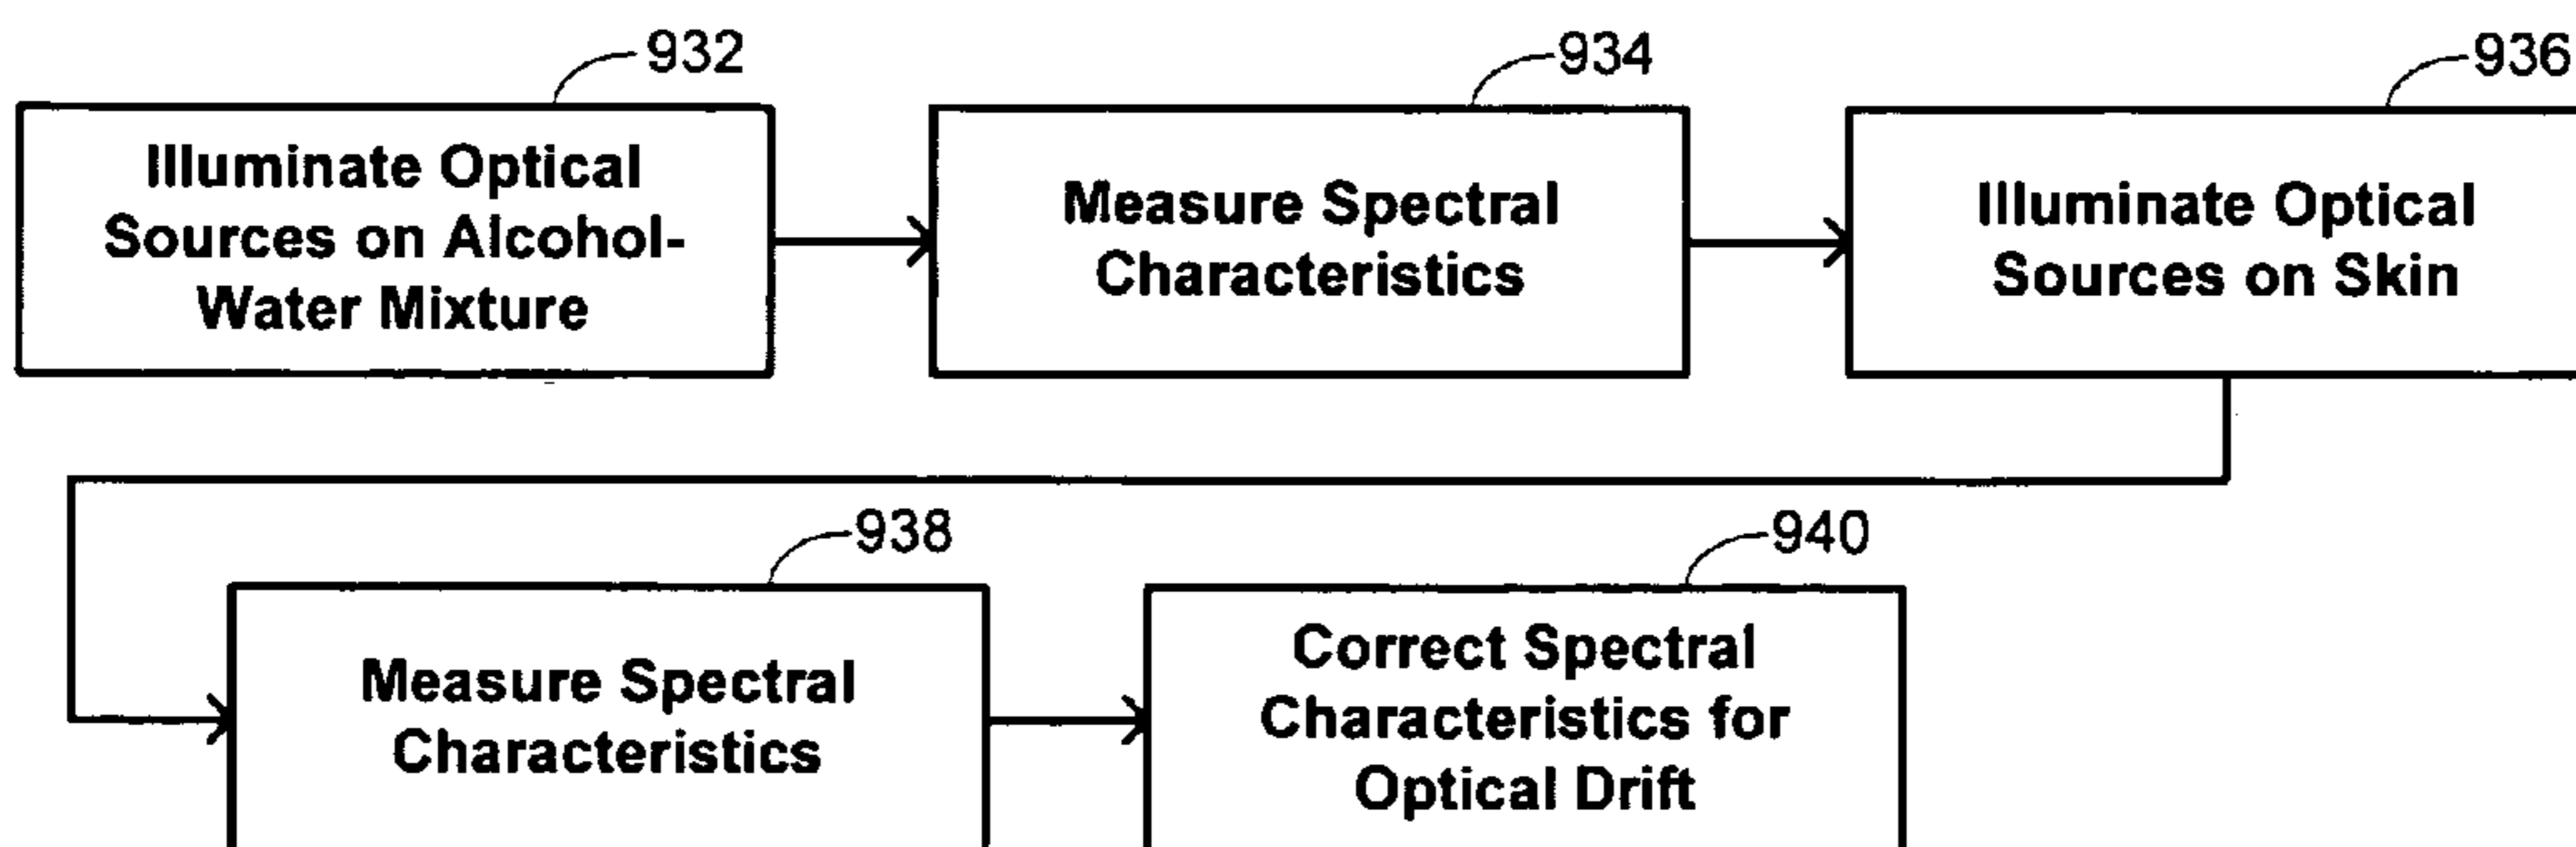 932
Illuminate Optical
Sources on Alcohol-
Water Mixture
934
Measure Spectral
Characteristics
936
Illuminate Optical
Sources on Skin
938
Measure Spectral
Characteristics
940
Correct Spectral
Characteristics for
Optical Drift